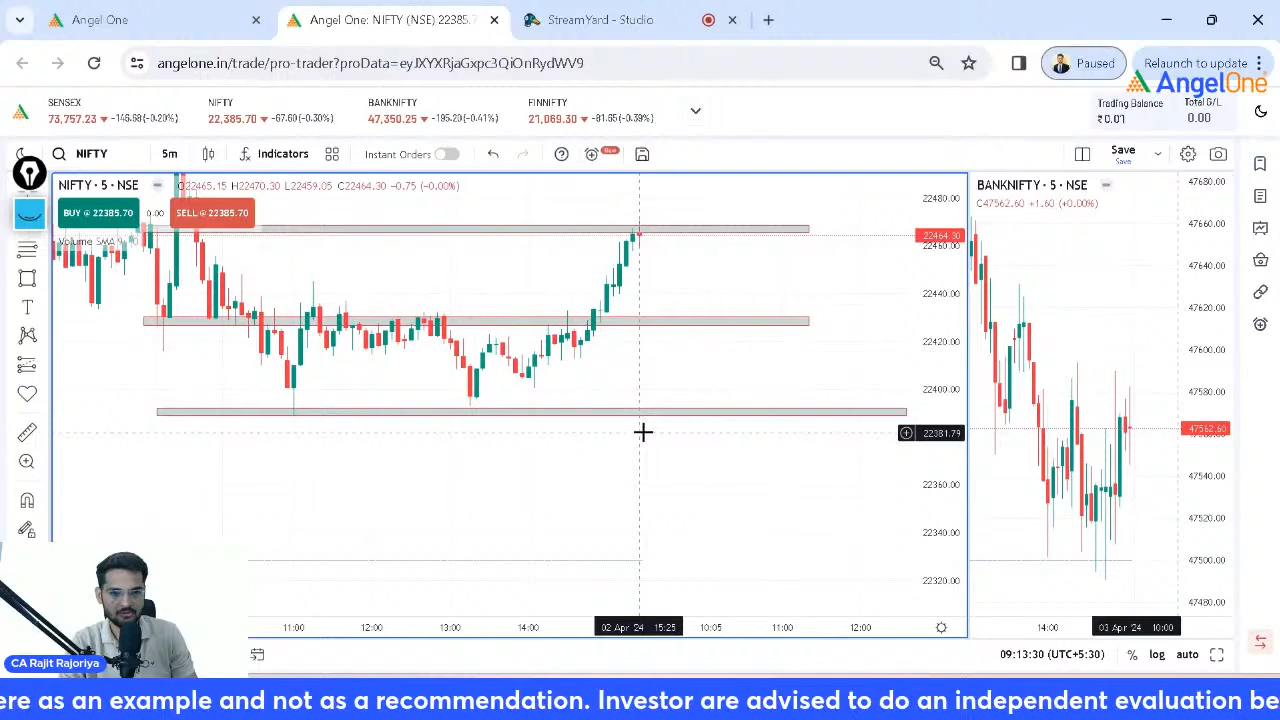 Angel One
Angel One: NIFTY (NSE) 22385.7
StreamYard - Studio
angelone.in/trade/pro-trader?proData=eyJXYXRjaGxpc3QiOnRydWV9
Paused
Relaunch to update
AngelOne
SENSEX
73,757.23 -146.68 (-0.20%)
NIFTY
22,385.70 -67.60 (-0.30%)
BANKNIFTY
47,350.25 -195.20 (-0.41%)
FINNIFTY
21,069.30 -81.95 (-0.39%)
Trading Balance
₹0.01
Total G/L
0.00
NIFTY
5m
Indicators
Instant Orders
New
Save
Save
NIFTY · 5 · NSE
O22465.15 H22470.30 L22459.05 C22464.30 -0.75 (-0.00%)
BUY @ 22385.70
0.00
SELL @ 22385.70
Volume SMA 9
22480.00
22464.30
22460.00
22440.00
22420.00
22400.00
22381.79
22360.00
22340.00
22320.00
11:00
12:00
13:00
14:00
02 Apr '24 15:25
10:05
11:00
12:00
BANKNIFTY · 5 · NSE
C47562.60 +1.60 (+0.00%)
47680.00
47660.00
47640.00
47620.00
47600.00
47580.00
47562.60
47540.00
47520.00
47500.00
47480.00
14:00
03 Apr '24 10:00
09:13:30 (UTC+5:30)
%
log
auto
CA Rajit Rajoriya
ere as an example and not as a recommendation. Investor are advised to do an independent evaluation be